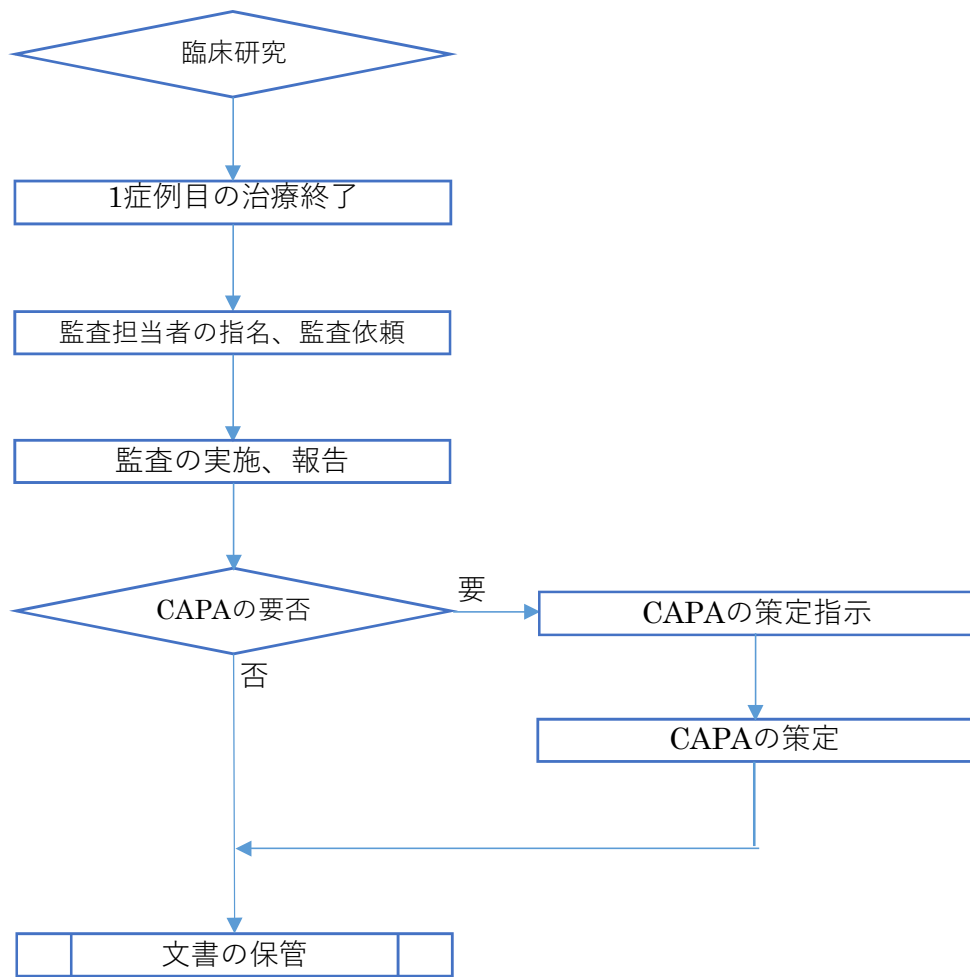 臨床研究
1症例目の治療終了
監査担当者の指名、監査依頼
監査の実施、報告
CAPAの要否
要
CAPAの策定指示
否
CAPAの策定
文書の保管